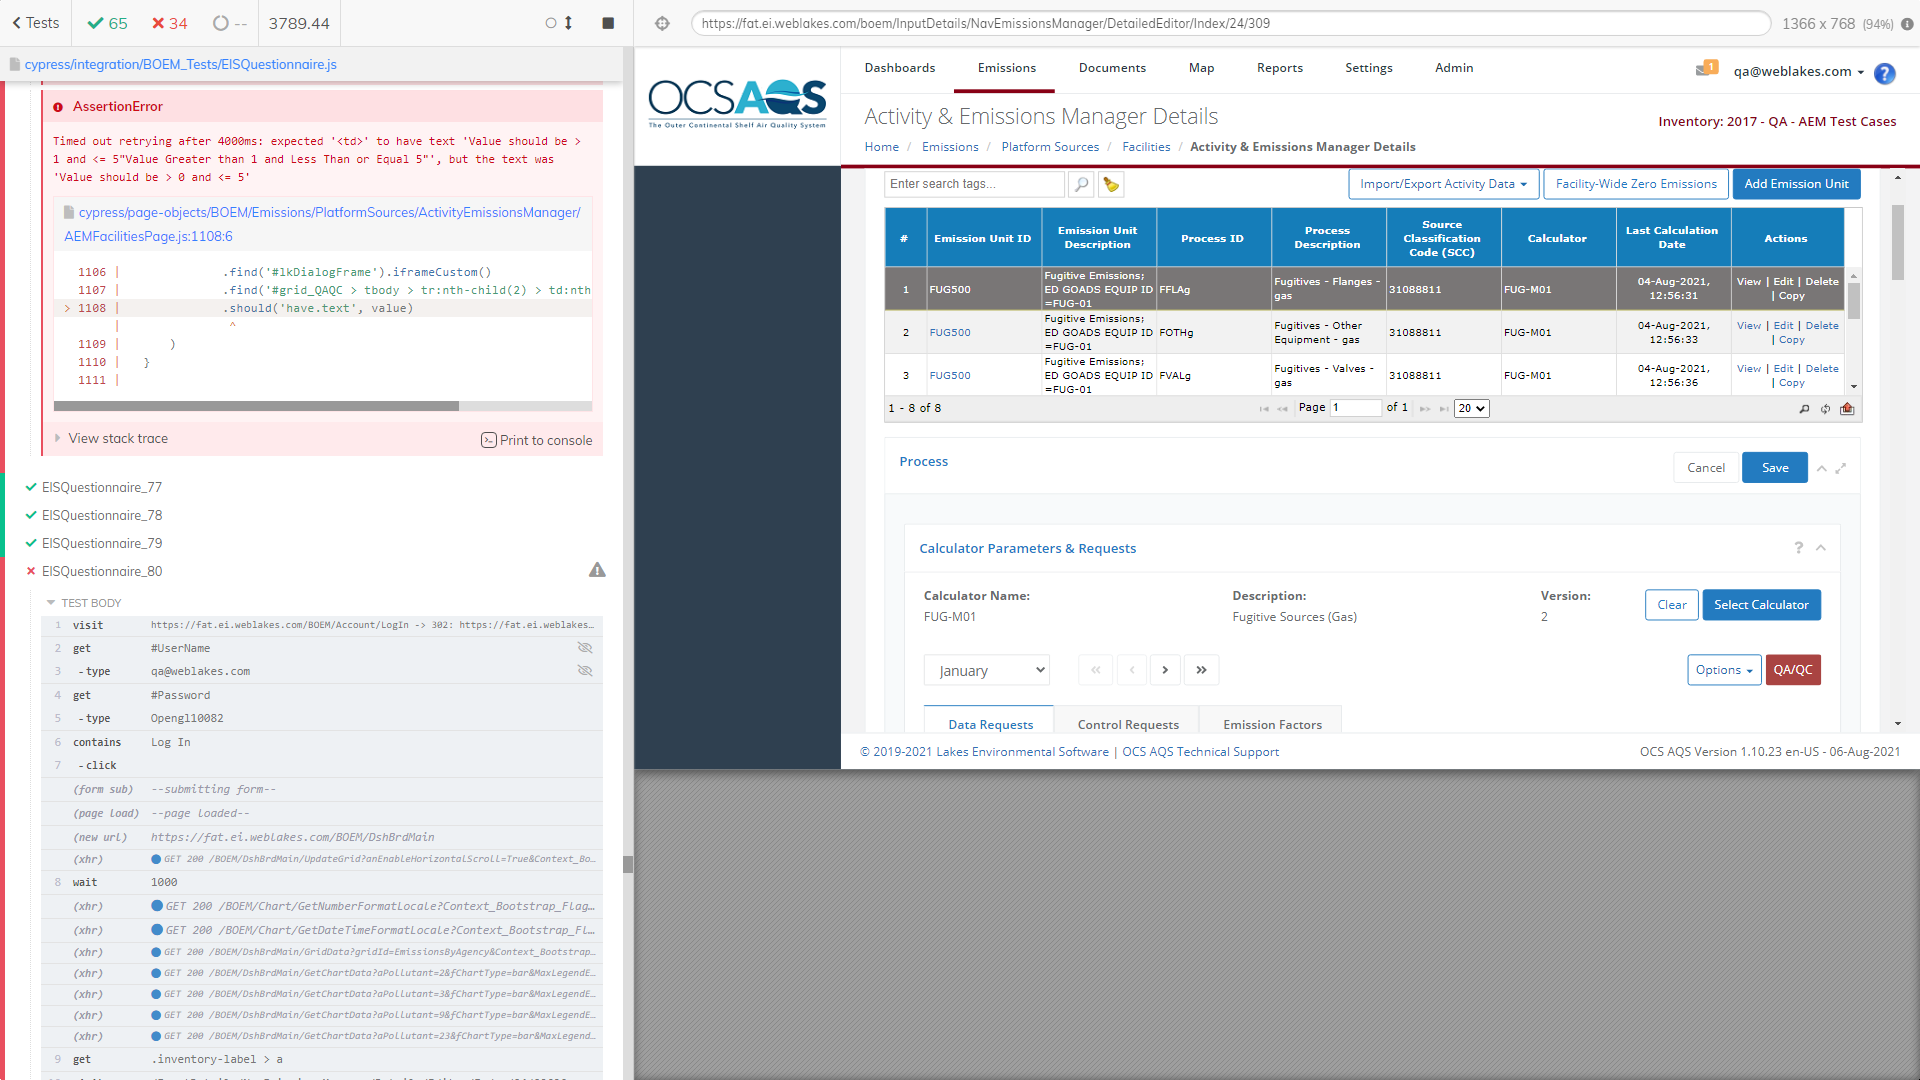 Tests
65
34
--
3789.44
https://fat.ei.weblakes.com/boem/InputDetails/NavEmissionsManager/DetailedEditor/Index/24/309
1366 x 768 (94%)
cypress/integration/BOEM_Tests/EISQuestionnaire.js
AssertionError
Timed out retrying after 4000ms: expected '<td>' to have text 'Value should be >
1 and <= 5"Value Greater than 1 and Less Than or Equal 5"', but the text was
'Value should be > 0 and <= 5'
cypress/page-objects/BOEM/Emissions/PlatformSources/ActivityEmissionsManager/
AEMFacilitiesPage.js:1108:6
1106 | .find('#lkDialogFrame').iframeCustom()
1107 | .find('#grid_QAQC > tbody > tr:nth-child(2) > td:nth
> 1108 | .should('have.text', value)
| ^
1109 | )
1110 | }
1111 |
View stack trace
Print to console
EISQuestionnaire_77
EISQuestionnaire_78
EISQuestionnaire_79
EISQuestionnaire_80
TEST BODY
1 visit https://fat.ei.weblakes.com/BOEM/Account/LogIn -> 302: https://fat.ei.weblakes...
2 get #UserName
3 -type qa@weblakes.com
4 get #Password
5 -type Opengl10082
6 contains Log In
7 -click
(form sub) --submitting form--
(page load) --page loaded--
(new url) https://fat.ei.weblakes.com/BOEM/DshBrdMain
(xhr) GET 200 /BOEM/DshBrdMain/UpdateGrid?anEnableHorizontalScroll=True&Context_Bo...
8 wait 1000
(xhr) GET 200 /BOEM/Chart/GetNumberFormatLocale?Context_Bootstrap_Flag...
(xhr) GET 200 /BOEM/Chart/GetDateTimeFormatLocale?Context_Bootstrap_Fl...
(xhr) GET 200 /BOEM/DshBrdMain/GridData?gridId=EmissionsByAgency&Context_Bootstrap...
(xhr) GET 200 /BOEM/DshBrdMain/GetChartData?aPollutant=2&fChartType=bar&MaxLegendE...
(xhr) GET 200 /BOEM/DshBrdMain/GetChartData?aPollutant=3&fChartType=bar&MaxLegendE...
(xhr) GET 200 /BOEM/DshBrdMain/GetChartData?aPollutant=9&fChartType=bar&MaxLegendE...
(xhr) GET 200 /BOEM/DshBrdMain/GetChartData?aPollutant=23&fChartType=bar&MaxLegend...
9 get .inventory-label > a
OCSAQS
The Outer Continental Shelf Air Quality System
Dashboards Emissions Documents Map Reports Settings Admin
1
qa@weblakes.com
?
Activity & Emissions Manager Details
Inventory: 2017 - QA - AEM Test Cases
Home / Emissions / Platform Sources / Facilities / Activity & Emissions Manager Details
Enter search tags...
Import/Export Activity Data
Facility-Wide Zero Emissions
Add Emission Unit
# Emission Unit ID Emission Unit Description Process ID Process Description Source Classification Code (SCC) Calculator Last Calculation Date Actions
1 FUG500 Fugitive Emissions; ED GOADS EQUIP ID =FUG-01 FFLAg Fugitives - Flanges - gas 31088811 FUG-M01 04-Aug-2021, 12:56:31 View | Edit | Delete | Copy
2 FUG500 Fugitive Emissions; ED GOADS EQUIP ID =FUG-01 FOTHg Fugitives - Other Equipment - gas 31088811 FUG-M01 04-Aug-2021, 12:56:33 View | Edit | Delete | Copy
3 FUG500 Fugitive Emissions; ED GOADS EQUIP ID =FUG-01 FVALg Fugitives - Valves - gas 31088811 FUG-M01 04-Aug-2021, 12:56:36 View | Edit | Delete | Copy
1 - 8 of 8
Page 1 of 1
20
Process
Cancel
Save
Calculator Parameters & Requests
?
Calculator Name: Description: Version:
FUG-M01 Fugitive Sources (Gas) 2
Clear
Select Calculator
January
Options
QA/QC
Data Requests
Control Requests
Emission Factors
© 2019-2021 Lakes Environmental Software | OCS AQS Technical Support
OCS AQS Version 1.10.23 en-US - 06-Aug-2021